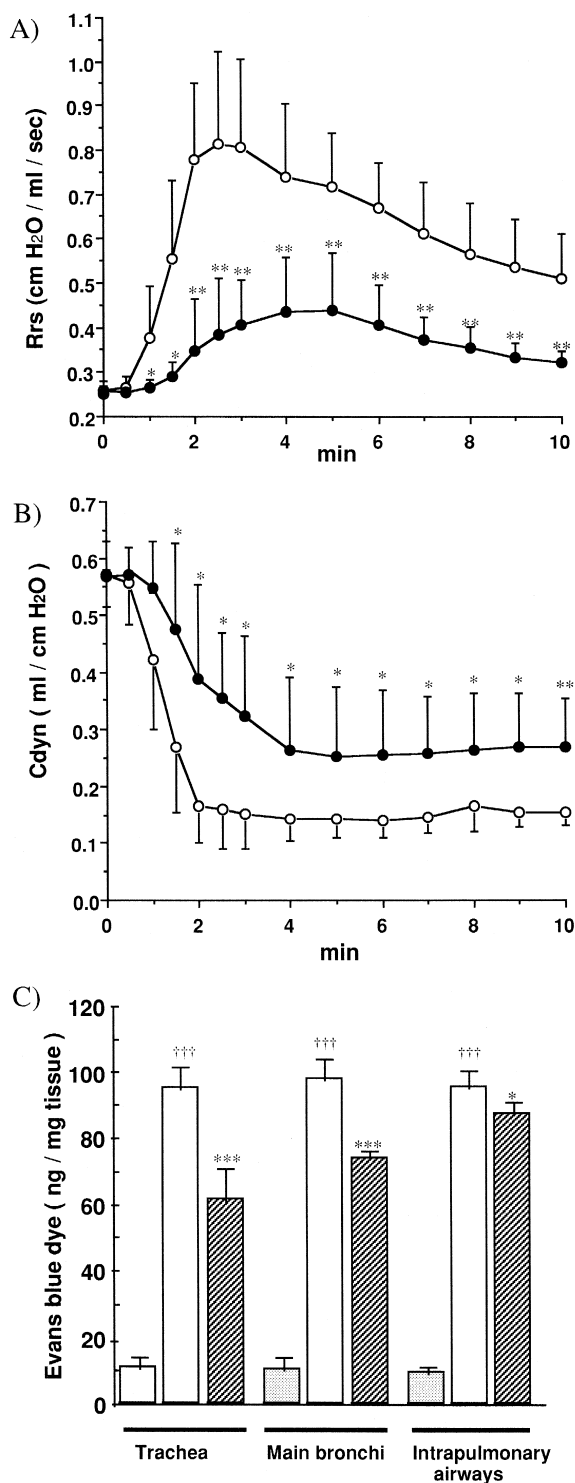 A)
1.1
1.0
0.9
0.8
0.7
0.6
0.5
0.4
0.3
0.2
Rrs (cm H2O / ml / sec)
* * ** ** ** ** ** ** ** ** ** **
0 2 4 6 8 10
min
B)
0.7
0.6
0.5
0.4
0.3
0.2
0.1
0.0
Cdyn ( ml / cm H2O )
* * * * * * * * * * **
0 2 4 6 8 10
min
C)
120
100
80
60
40
20
0
Evans blue dye ( ng / mg tissue )
††† ††† †††
*** *** *
Trachea Main bronchi Intrapulmonary
airways